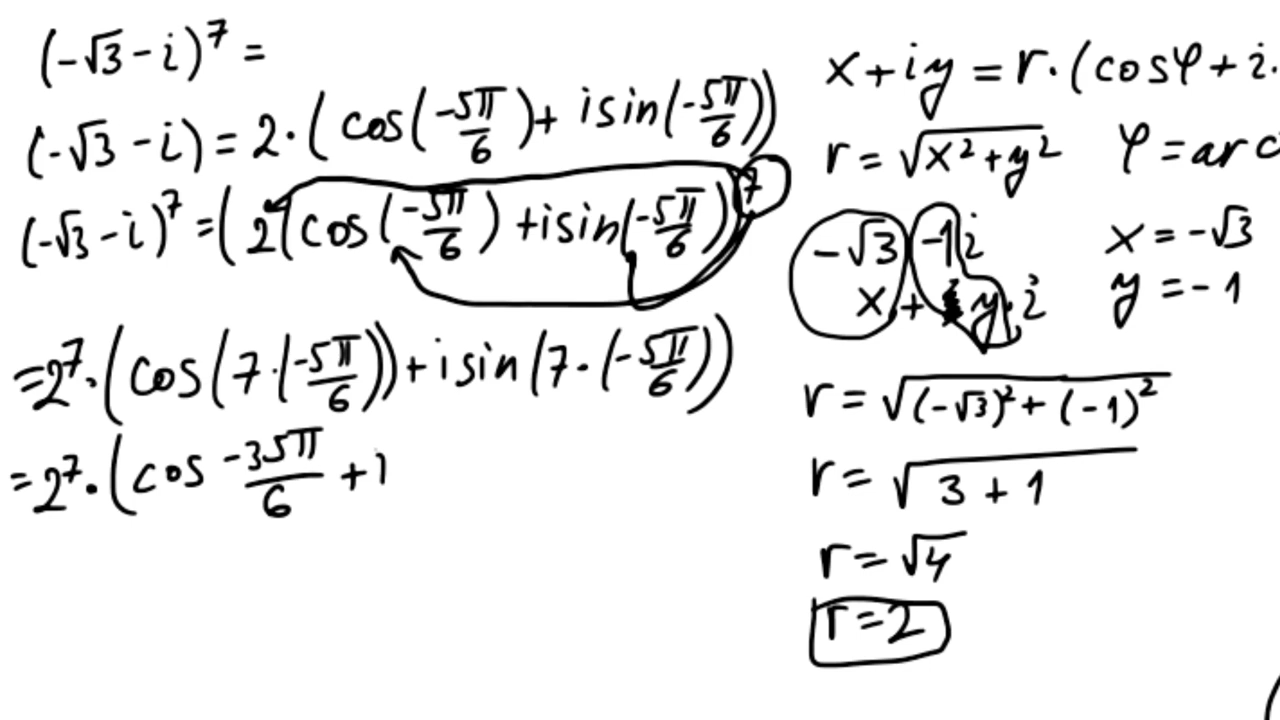 (-√3 - i)^7 =
(-√3 - i) = 2 · (cos(-5π/6) + i sin(-5π/6))
(-√3 - i)^7 = (2(cos(-5π/6) + i sin(-5π/6)))^7
= 2^7 · (cos(7 · (-5π/6)) + i sin(7 · (-5π/6)))
= 2^7 · (cos -35π/6 +
x + iy = r · (cosφ + i ·
r = √(x² + y²) φ = arc
-√3 -1i x = -√3
x + y · i y = -1
r = √((-√3)² + (-1)²)
r = √(3 + 1)
r = √4
r = 2